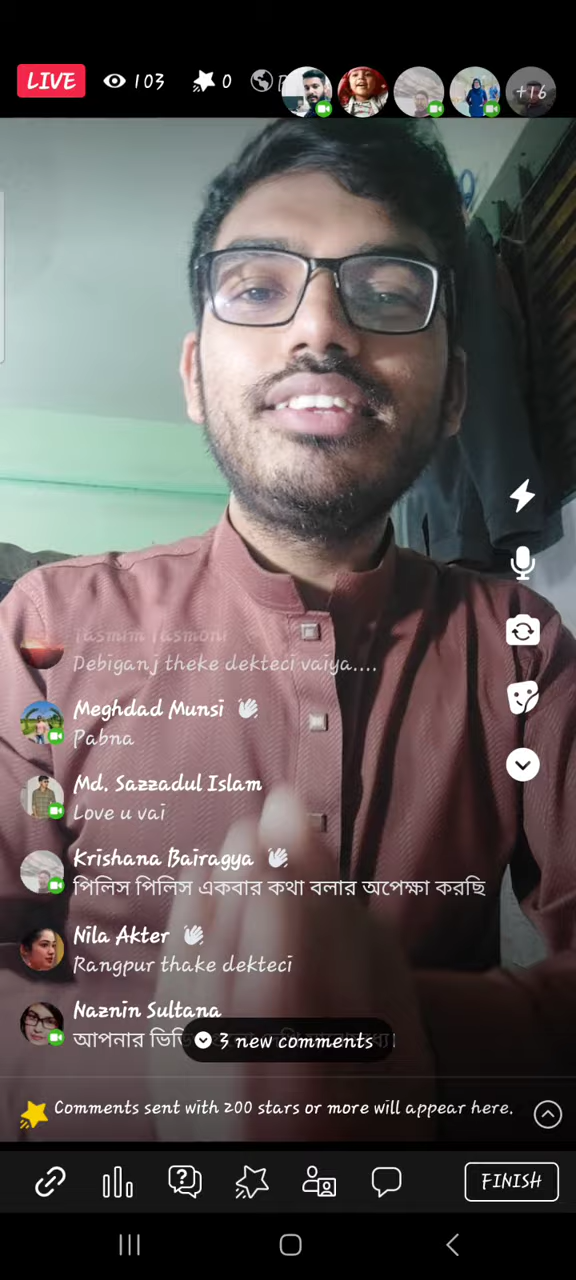 LIVE 103 0
+16
Tasmim Tasmoni
Debiganj theke dekteci vaiya....
Meghdad Munsi
Pabna
Md. Sazzadul Islam
Love u vai
Krishana Bairagya
পিলিস পিলিস একবার কথা বলার অপেক্ষা করছি
Nila Akter
Rangpur thake dekteci
Naznin Sultana
আপনার
3 new comments
Comments sent with 200 stars or more will appear here.
FINISH